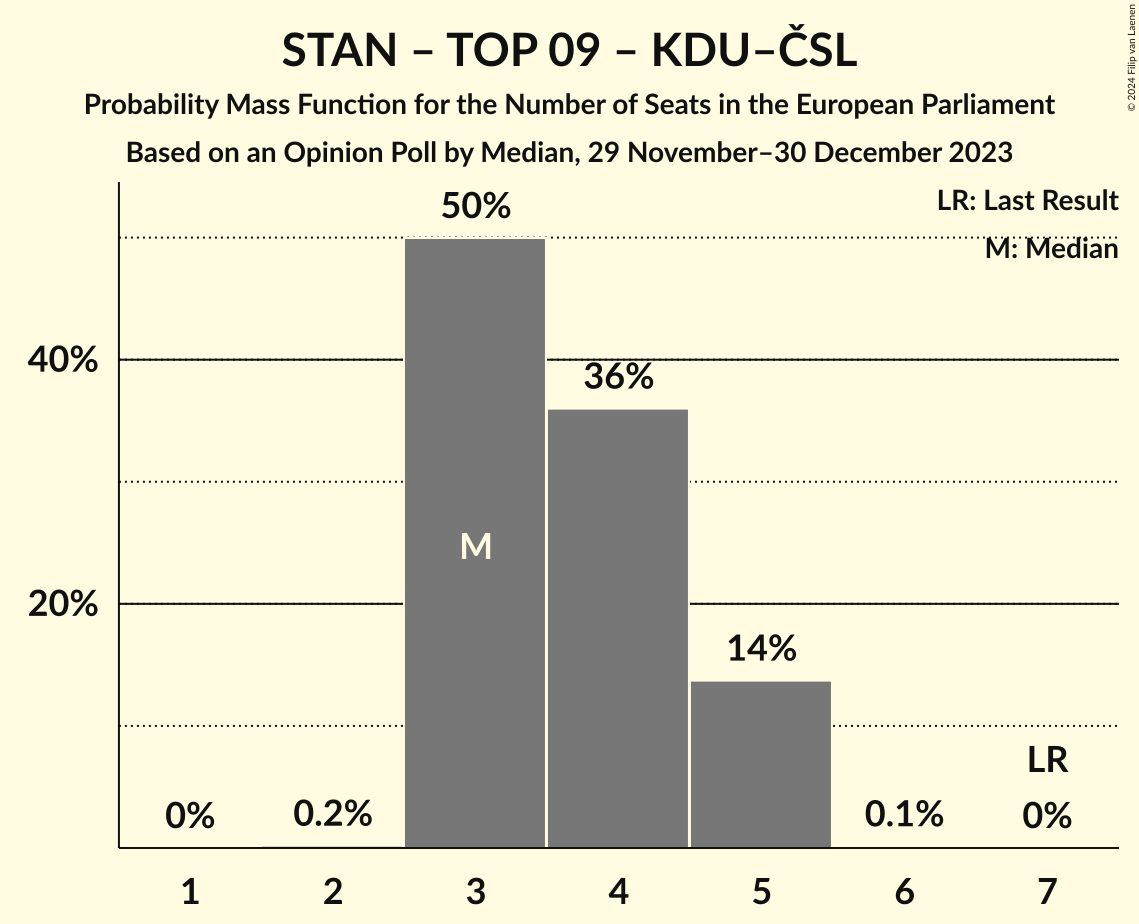 STAN – TOP 09 – KDU–ČSL
Probability Mass Function for the Number of Seats in the European Parliament
Based on an Opinion Poll by Median, 29 November–30 December 2023
© 2024 Filip van Laenen
LR: Last Result
M: Median
50%
40%
36%
M
20%
14%
LR
0%
0.2%
0.1%
0%
1 2 3 4 5 6 7